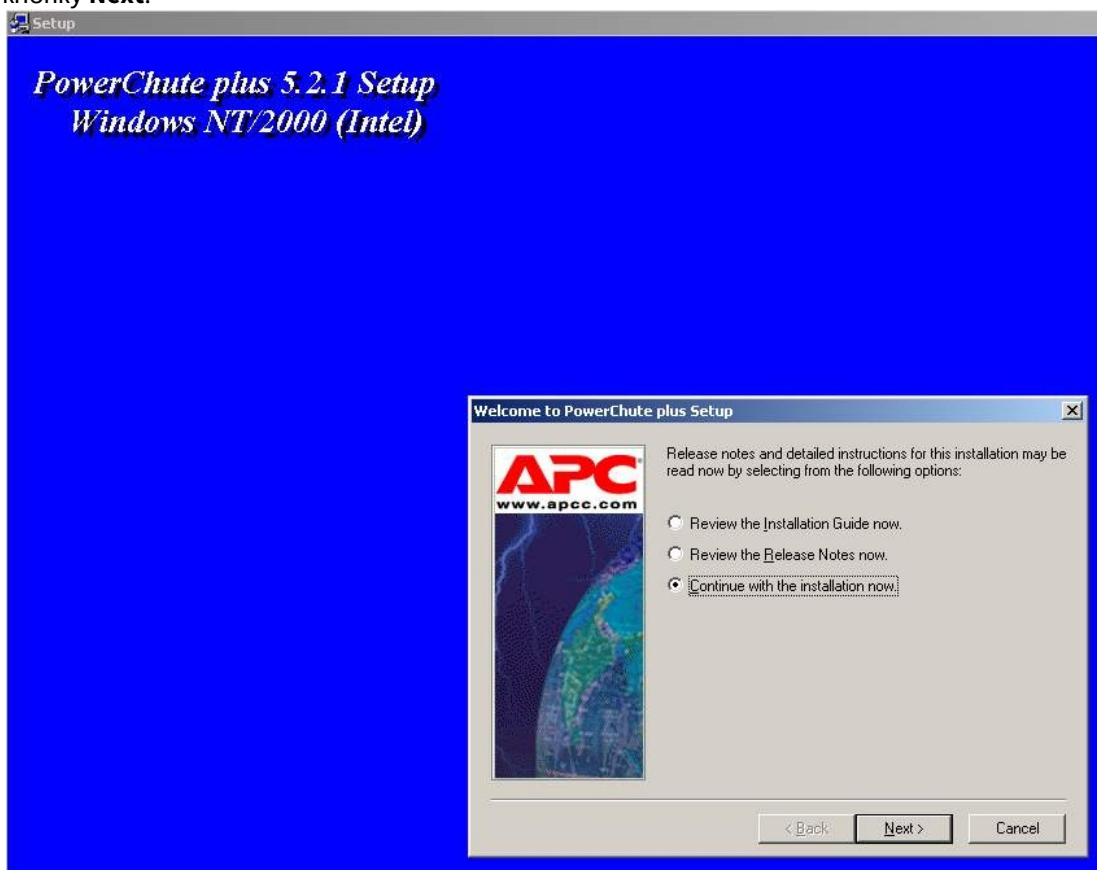 кнопки Next.
Setup
PowerChute plus 5.2.1 Setup
Windows NT/2000 (Intel)
Welcome to PowerChute plus Setup
APC
www.apcc.com
Release notes and detailed instructions for this installation may be
read now by selecting from the following options:
Review the Installation Guide now.
Review the Release Notes now.
Continue with the installation now.
< Back
Next >
Cancel